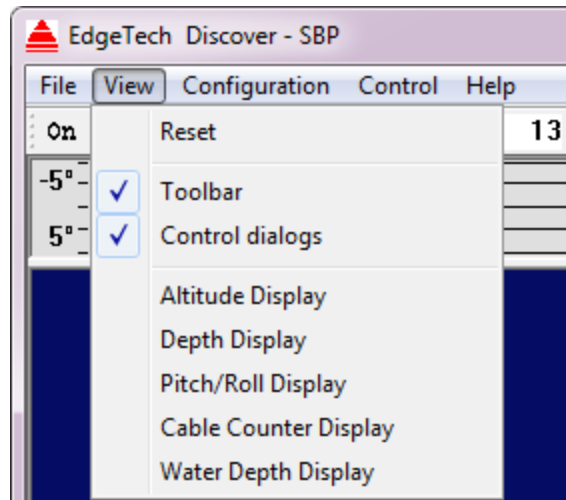 EdgeTech Discover - SBP
File View Configuration Control Help
On 13
Reset
-5°
Toolbar
5°
Control dialogs
Altitude Display
Depth Display
Pitch/Roll Display
Cable Counter Display
Water Depth Display